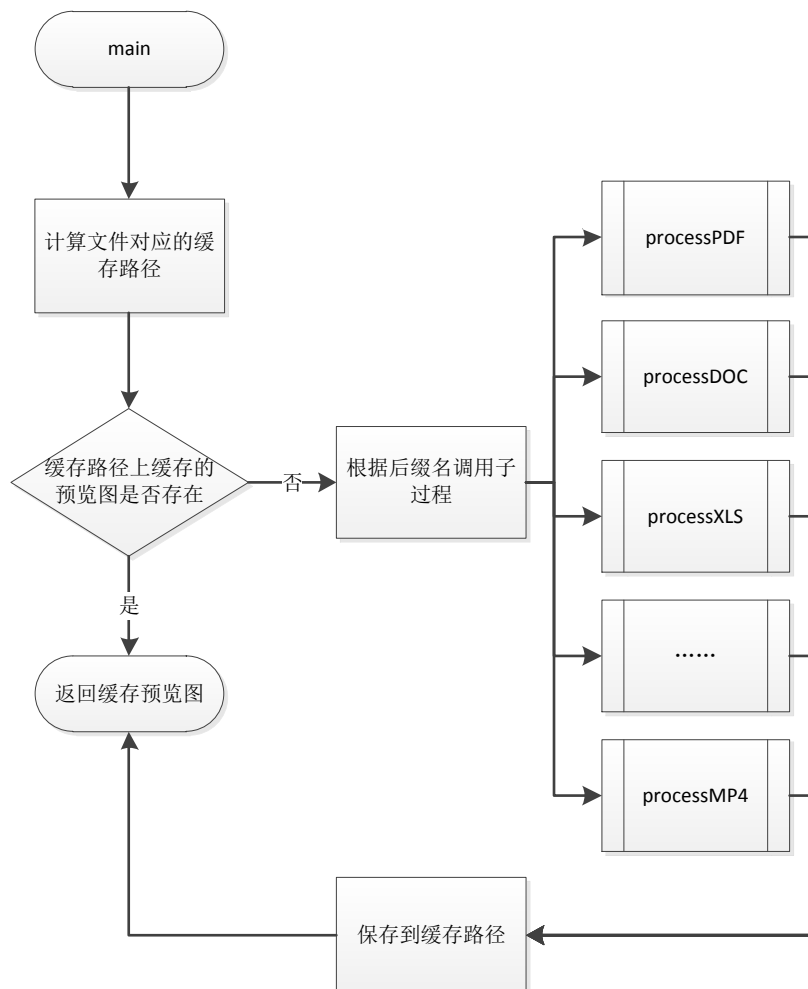 main
计算文件对应的缓
存路径
缓存路径上缓存的
预览图是否存在
否
是
返回缓存预览图
根据后缀名调用子
过程
processPDF
processDOC
processXLS
……
processMP4
保存到缓存路径